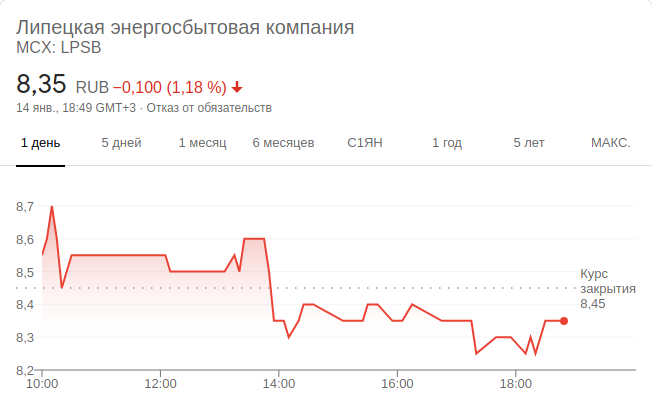 Липецкая энергосбытовая компания
MCX: LPSB
8,35 RUB −0,100 (1,18 %)
14 янв., 18:49 GMT+3 · Отказ от обязательств
1 день 5 дней 1 месяц 6 месяцев С1ЯН 1 год 5 лет МАКС.
8,7
8,6
8,5
8,4
8,3
8,2
Курс
закрытия
8,45
10:00 12:00 14:00 16:00 18:00